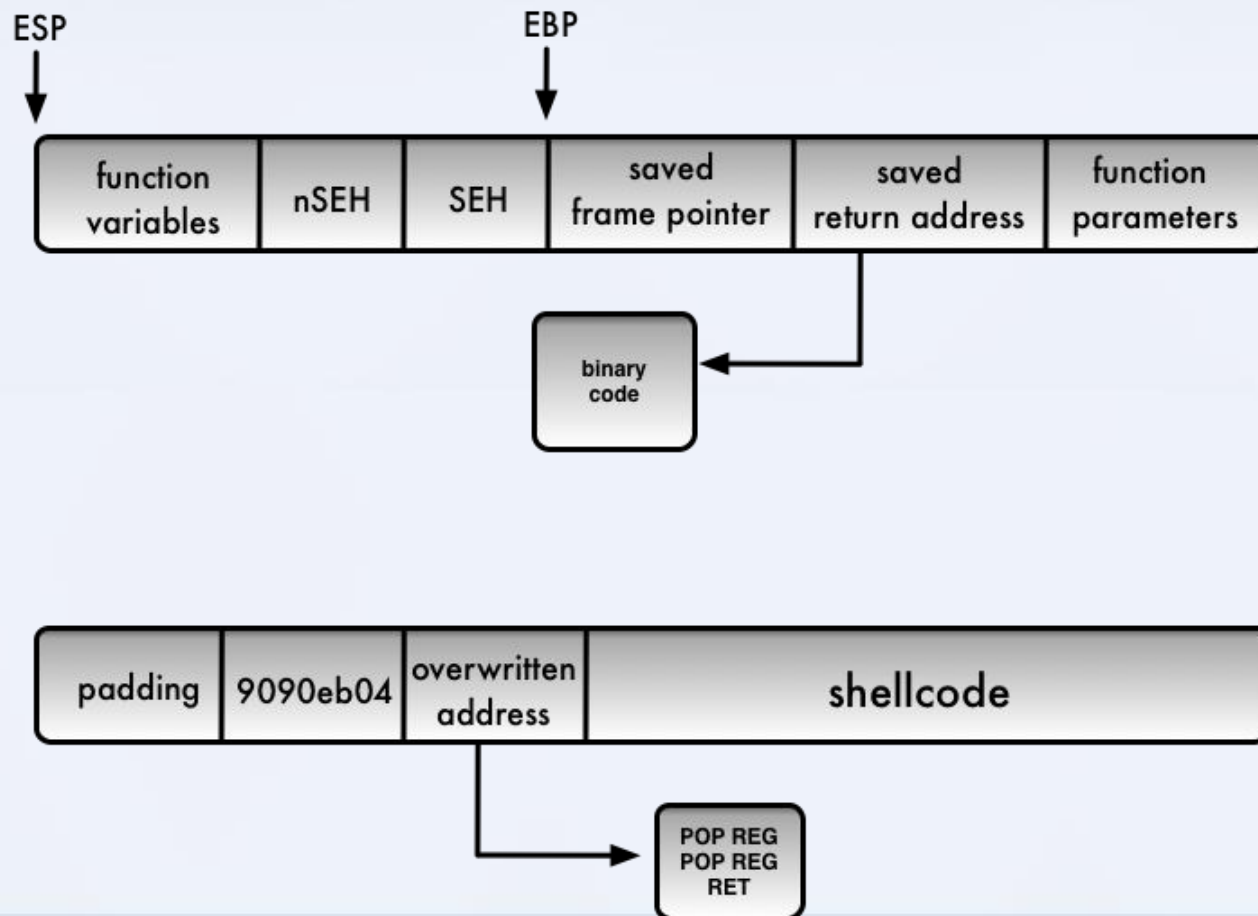 ESP
EBP
function
variables
nSEH
SEH
saved
frame pointer
saved
return address
function
parameters
binary
code
padding
9090eb04
overwritten
address
shellcode
POP REG
POP REG
RET